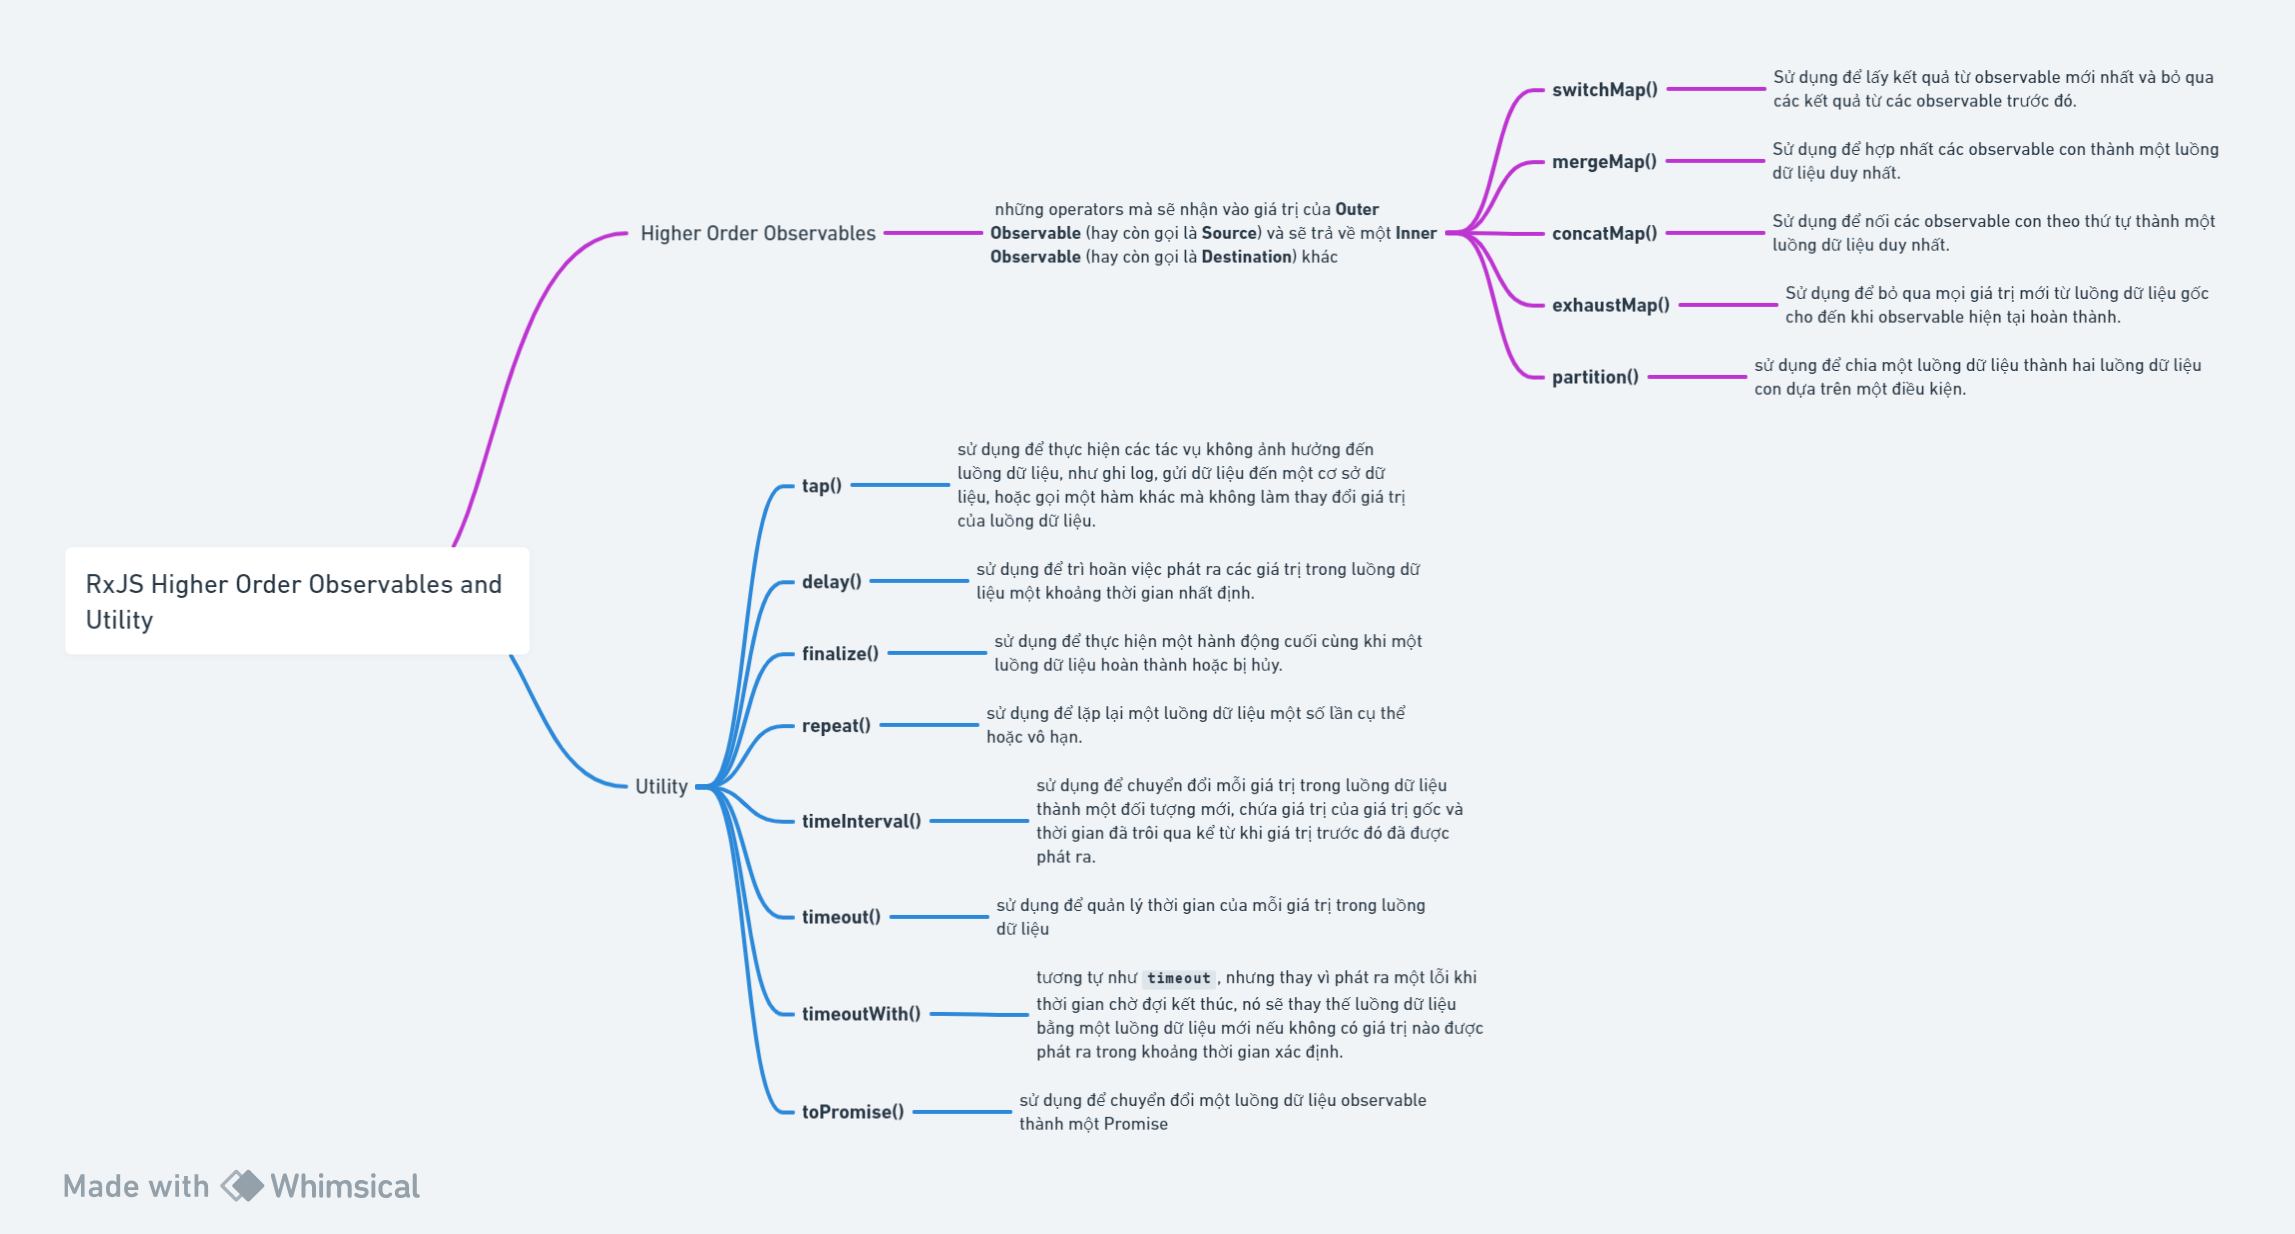 RxJS Higher Order Observables and
Utility
Higher Order Observables
những operators mà sẽ nhận vào giá trị của Outer
Observable (hay còn gọi là Source) và sẽ trả về một Inner
Observable (hay còn gọi là Destination) khác
switchMap()
Sử dụng để lấy kết quả từ observable mới nhất và bỏ qua
các kết quả từ các observable trước đó.
mergeMap()
Sử dụng để hợp nhất các observable con thành một luồng
dữ liệu duy nhất.
concatMap()
Sử dụng để nối các observable con theo thứ tự thành một
luồng dữ liệu duy nhất.
exhaustMap()
Sử dụng để bỏ qua mọi giá trị mới từ luồng dữ liệu gốc
cho đến khi observable hiện tại hoàn thành.
partition()
sử dụng để chia một luồng dữ liệu thành hai luồng dữ liệu
con dựa trên một điều kiện.
Utility
tap()
sử dụng để thực hiện các tác vụ không ảnh hưởng đến
luồng dữ liệu, như ghi log, gửi dữ liệu đến một cơ sở dữ
liệu, hoặc gọi một hàm khác mà không làm thay đổi giá trị
của luồng dữ liệu.
delay()
sử dụng để trì hoãn việc phát ra các giá trị trong luồng dữ
liệu một khoảng thời gian nhất định.
finalize()
sử dụng để thực hiện một hành động cuối cùng khi một
luồng dữ liệu hoàn thành hoặc bị hủy.
repeat()
sử dụng để lặp lại một luồng dữ liệu một số lần cụ thể
hoặc vô hạn.
timeInterval()
sử dụng để chuyển đổi mỗi giá trị trong luồng dữ liệu
thành một đối tượng mới, chứa giá trị của giá trị gốc và
thời gian đã trôi qua kể từ khi giá trị trước đó đã được
phát ra.
timeout()
sử dụng để quản lý thời gian của mỗi giá trị trong luồng
dữ liệu
timeoutWith()
tương tự như timeout, nhưng thay vì phát ra một lỗi khi
thời gian chờ đợi kết thúc, nó sẽ thay thế luồng dữ liệu
bằng một luồng dữ liệu mới nếu không có giá trị nào được
phát ra trong khoảng thời gian xác định.
toPromise()
sử dụng để chuyển đổi một luồng dữ liệu observable
thành một Promise
Made with Whimsical